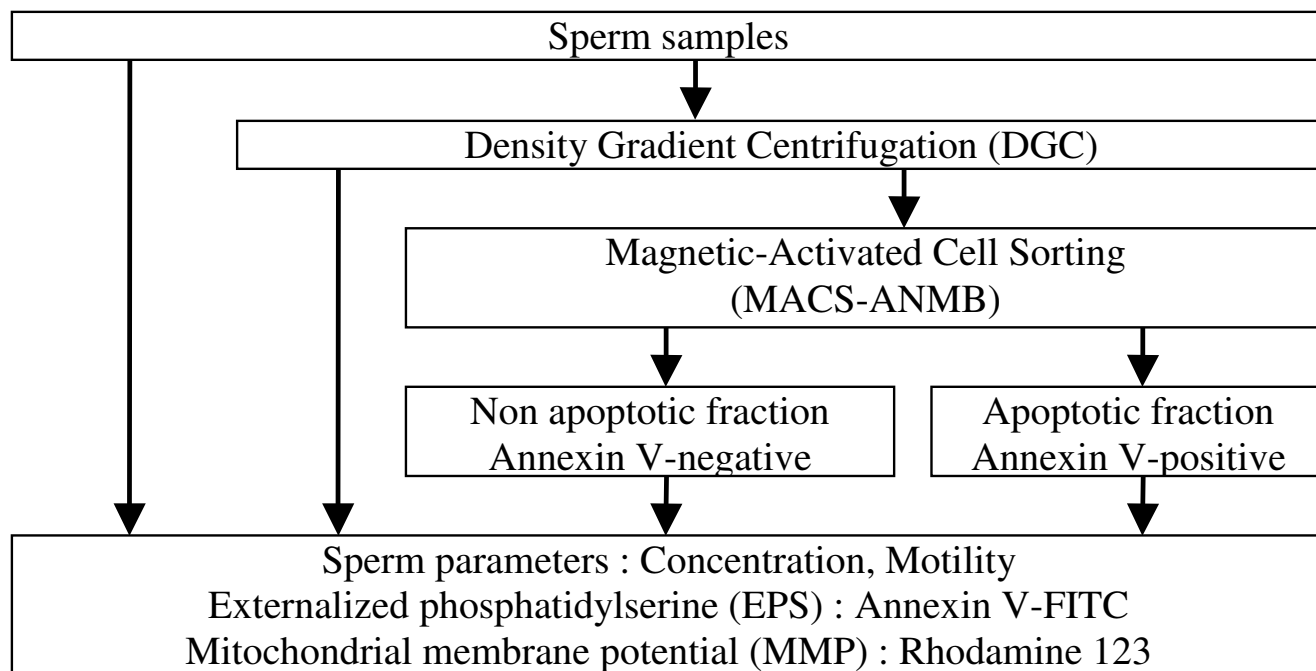 Sperm samples
Density Gradient Centrifugation (DGC)
Magnetic-Activated Cell Sorting
(MACS-ANMB)
Non apoptotic fraction
Annexin V-negative
Apoptotic fraction
Annexin V-positive
Sperm parameters : Concentration, Motility
Externalized phosphatidylserine (EPS) : Annexin V-FITC
Mitochondrial membrane potential (MMP) : Rhodamine 123